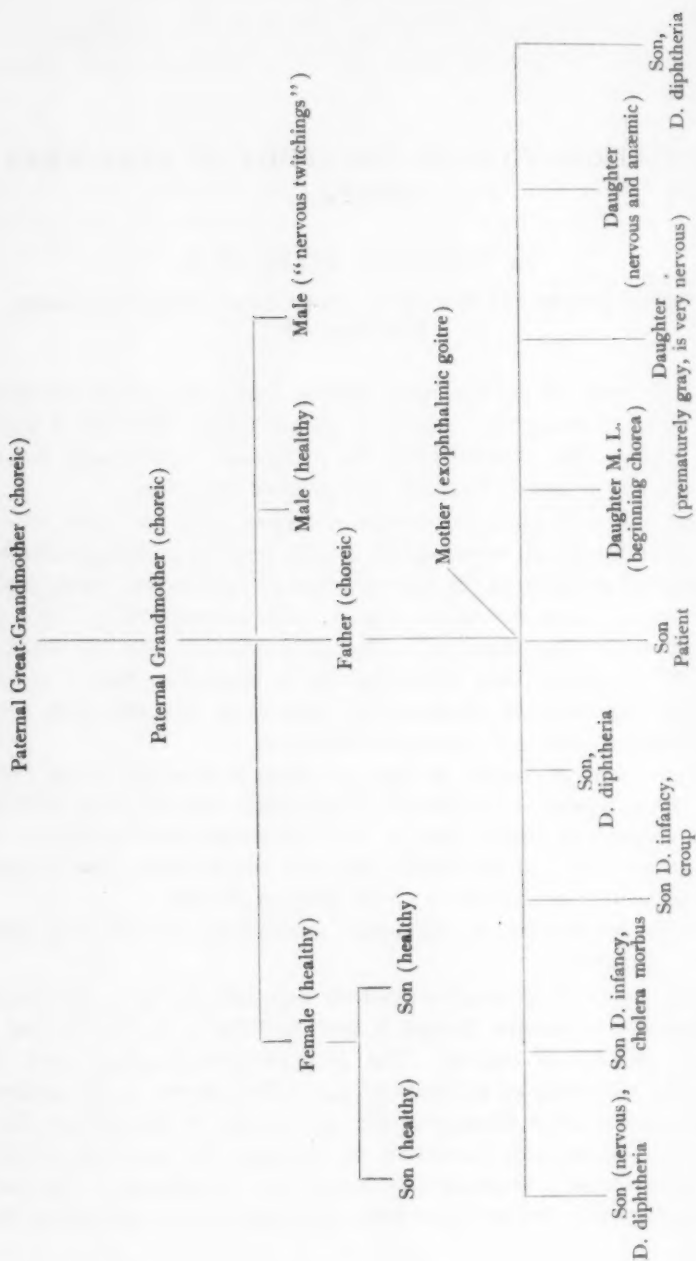 Paternal Great-Grandmother (choreic)
Paternal Grandmother (choreic)
Female (healthy)
Male (healthy)
Male (“nervous twitchings”)
Father (choreic)
Son (healthy)
Son (healthy)
Mother (exophthalmic goitre)
Son (nervous),
D. diphtheria
Son D. infancy,
cholera morbus
Son D. infancy,
croup
Son,
D. diphtheria
Son
Patient
Daughter M. L.
(beginning chorea)
Daughter
(prematurely gray, is very nervous)
Daughter
(nervous and anæmic)
Son,
D. diphtheria